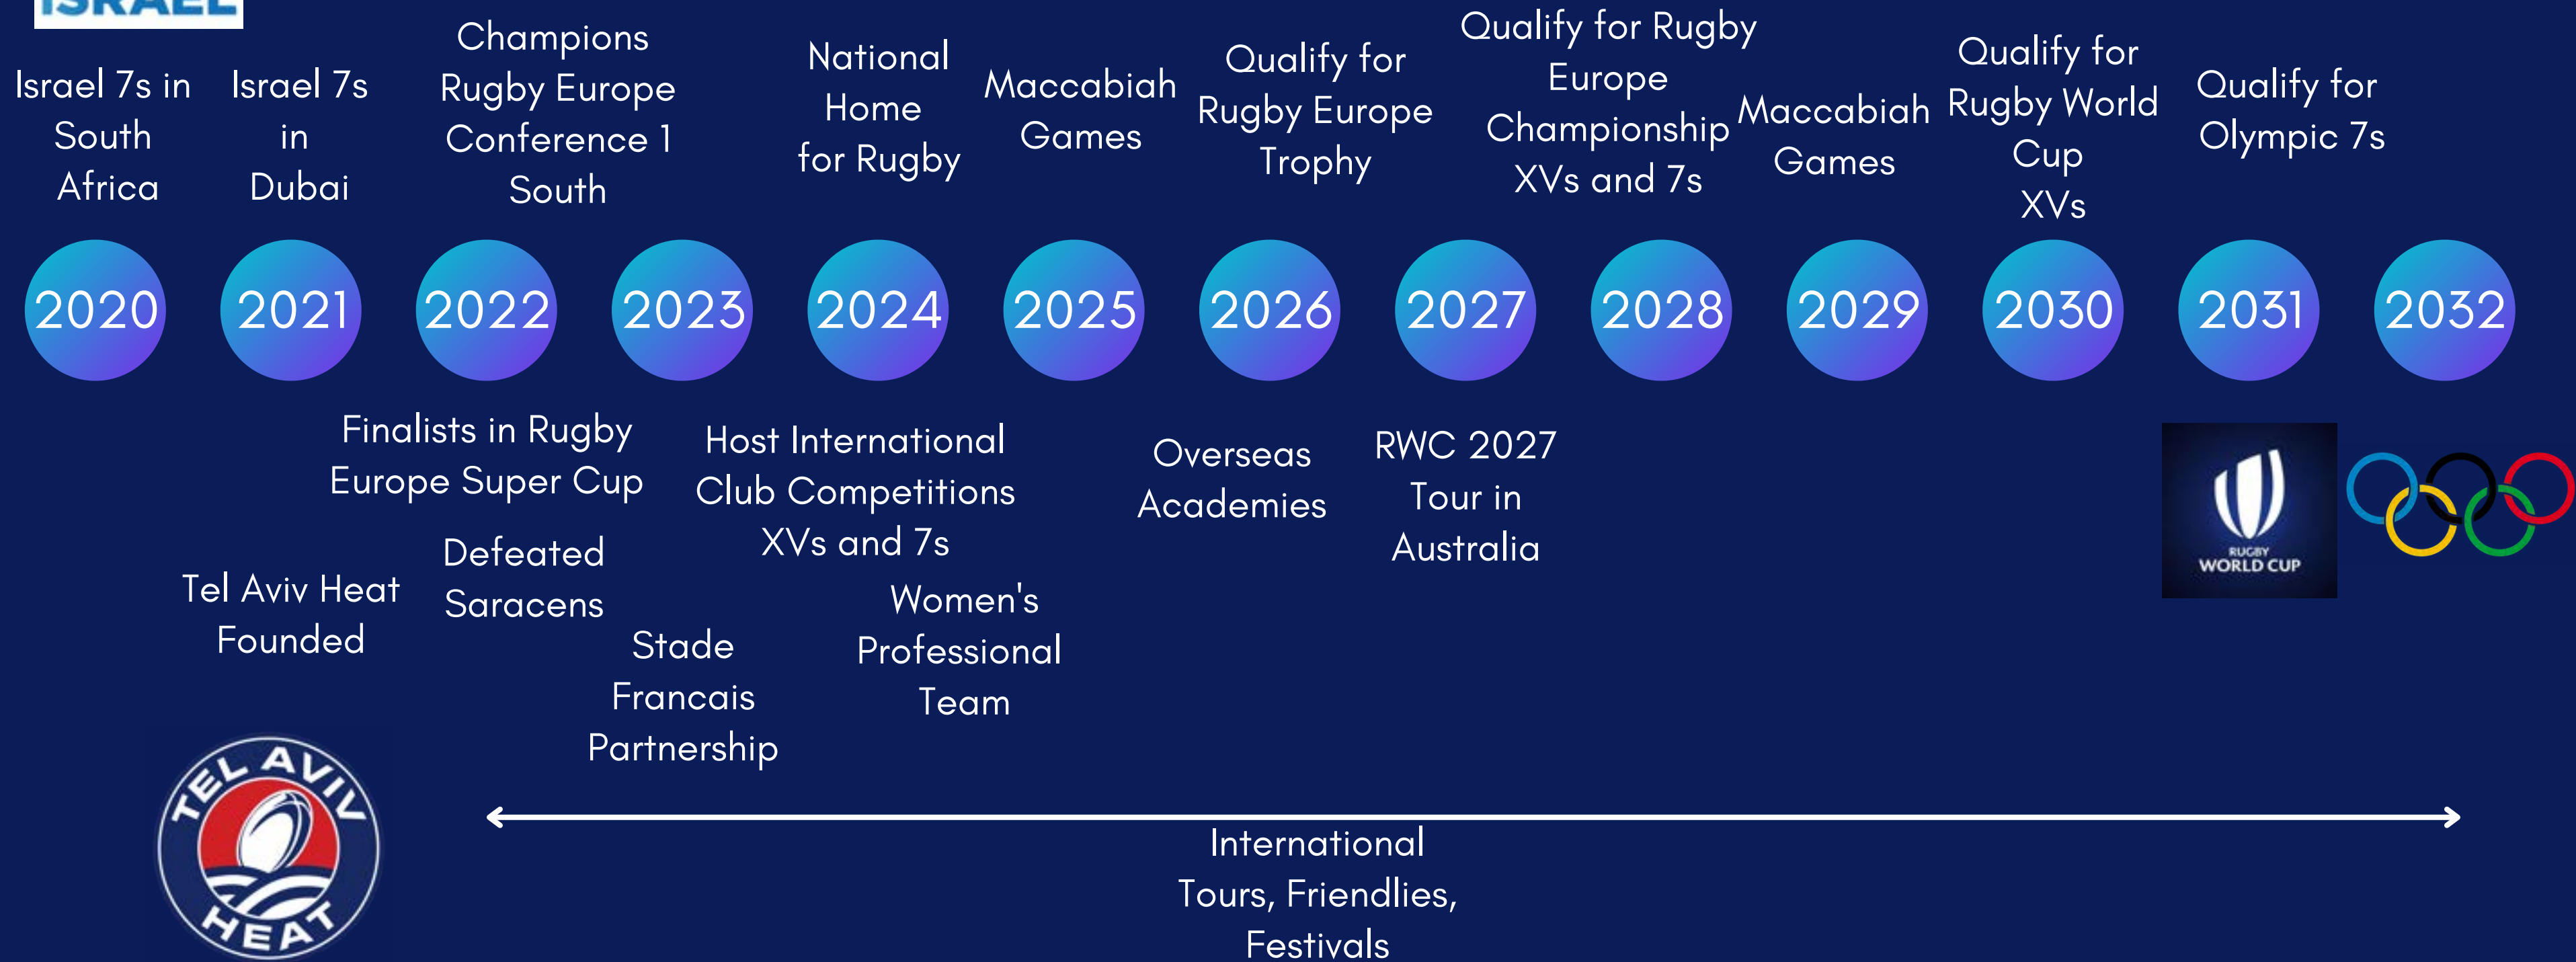 ISRAEL
Israel 7s in
South
Africa
Israel 7s
in
Dubai
Champions
Rugby Europe
Conference 1
South
National
Home
for Rugby
Maccabiah
Games
Qualify for
Rugby Europe
Trophy
Qualify for Rugby
Europe
Championship
XVs and 7s
Maccabiah
Games
Qualify for
Rugby World
Cup
XVs
Qualify for
Olympic 7s
2020
2021
2022
2023
2024
2025
2026
2027
2028
2029
2030
2031
2032
Tel Aviv Heat
Founded
Finalists in Rugby
Europe Super Cup
Defeated
Saracens
Stade
Francais
Partnership
Host International
Club Competitions
XVs and 7s
Women's
Professional
Team
Overseas
Academies
RWC 2027
Tour in
Australia
RUGBY
WORLD CUP
TEL AVIV
HEAT
International
Tours, Friendlies,
Festivals